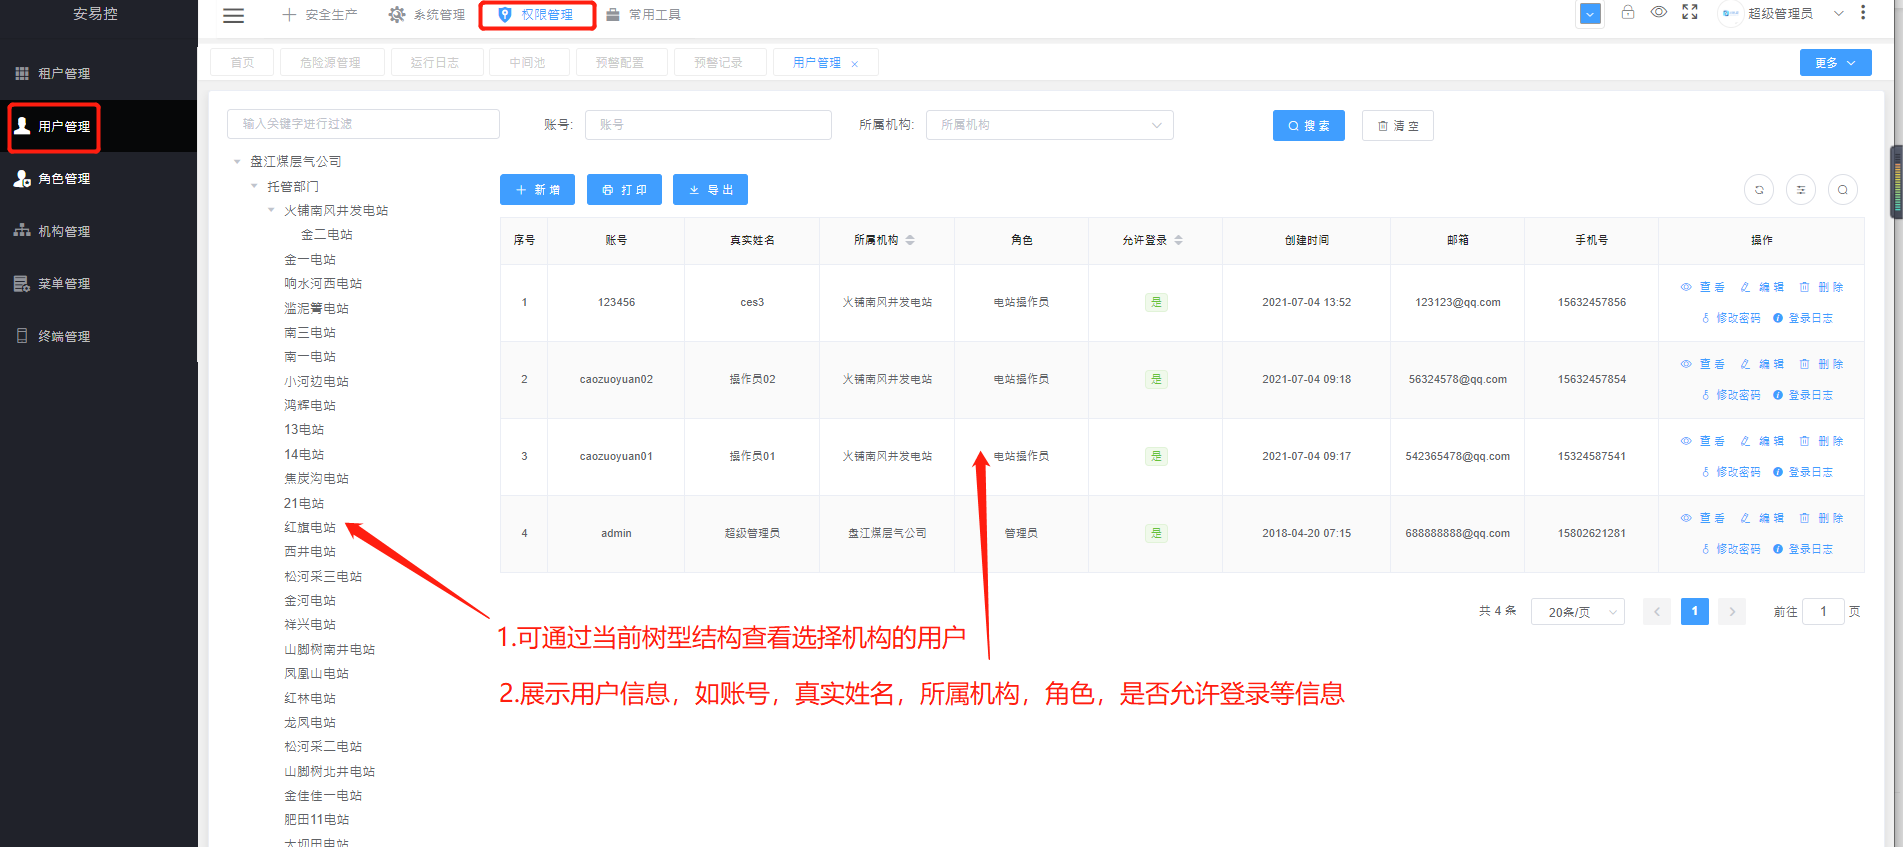 安易控
安全生产 系统管理 权限管理 常用工具 超级管理员
首页 危险源管理 运行日志 中间池 预警配置 预警记录 用户管理 更多
租户管理
用户管理
角色管理
机构管理
菜单管理
终端管理
输入关键字进行过滤 账号: 账号 所属机构: 所属机构 搜索 清空
盘江煤层气公司
托管部门
火铺南风井发电站
金二电站
金一电站
响水河西电站
滥泥箐电站
南三电站
南一电站
小河边电站
鸿辉电站
13电站
14电站
焦炭沟电站
21电站
红旗电站
西井电站
松河采三电站
金河电站
祥兴电站
山脚树南井电站
凤凰山电站
红林电站
龙凤电站
松河采二电站
山脚树北井电站
金佳佳一电站
肥田11电站
大坝田电站
新增 打印 导出
序号 账号 真实姓名 所属机构 角色 允许登录 创建时间 邮箱 手机号 操作
1 123456 ces3 火铺南风井发电站 电站操作员 是 2021-07-04 13:52 123123@qq.com 15632457856 查看 编辑 删除
修改密码 登录日志
2 caozuoyuan02 操作员02 火铺南风井发电站 电站操作员 是 2021-07-04 09:18 56324578@qq.com 15632457854 查看 编辑 删除
修改密码 登录日志
3 caozuoyuan01 操作员01 火铺南风井发电站 电站操作员 是 2021-07-04 09:17 542365478@qq.com 15324587541 查看 编辑 删除
修改密码 登录日志
4 admin 超级管理员 盘江煤层气公司 管理员 是 2018-04-20 07:15 688888888@qq.com 15802621281 查看 编辑 删除
修改密码 登录日志
共 4 条 20条/页 1 前往 1 页
1.可通过当前树型结构查看选择机构的用户
2.展示用户信息，如账号，真实姓名，所属机构，角色，是否允许登录等信息